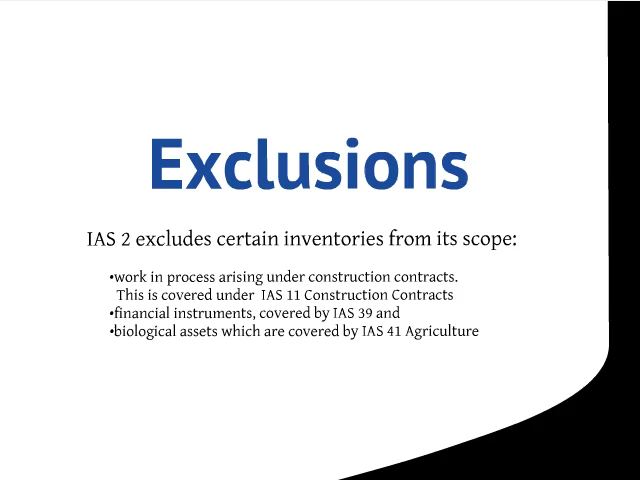 Exclusions
IAS 2 excludes certain inventories from its scope:
•work in process arising under construction contracts.
This is covered under IAS 11 Construction Contracts
•financial instruments, covered by IAS 39 and
•biological assets which are covered by IAS 41 Agriculture